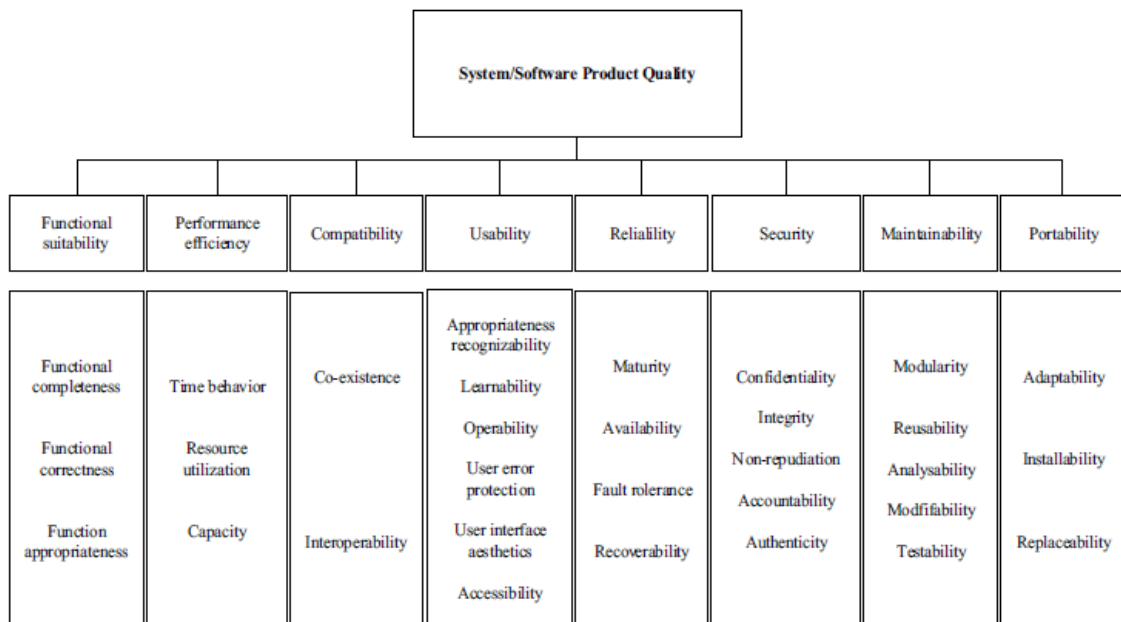 System/Software Product Quality
Functional
suitability
Performance
efficiency
Compatibility
Usability
Relialility
Security
Maintainability
Portability
Functional
completeness
Functional
correctness
Function
appropriateness
Time behavior
Resource
utilization
Capacity
Co-existence
Interoperability
Appropriateness
recognizability
Learnability
Operability
User error
protection
User interface
aesthetics
Accessibility
Maturity
Availability
Fault rolerance
Recoverability
Confidentiality
Integrity
Non-repudiation
Accountability
Authenticity
Modularity
Reusability
Analysability
Modfifability
Testability
Adaptability
Installability
Replaceability